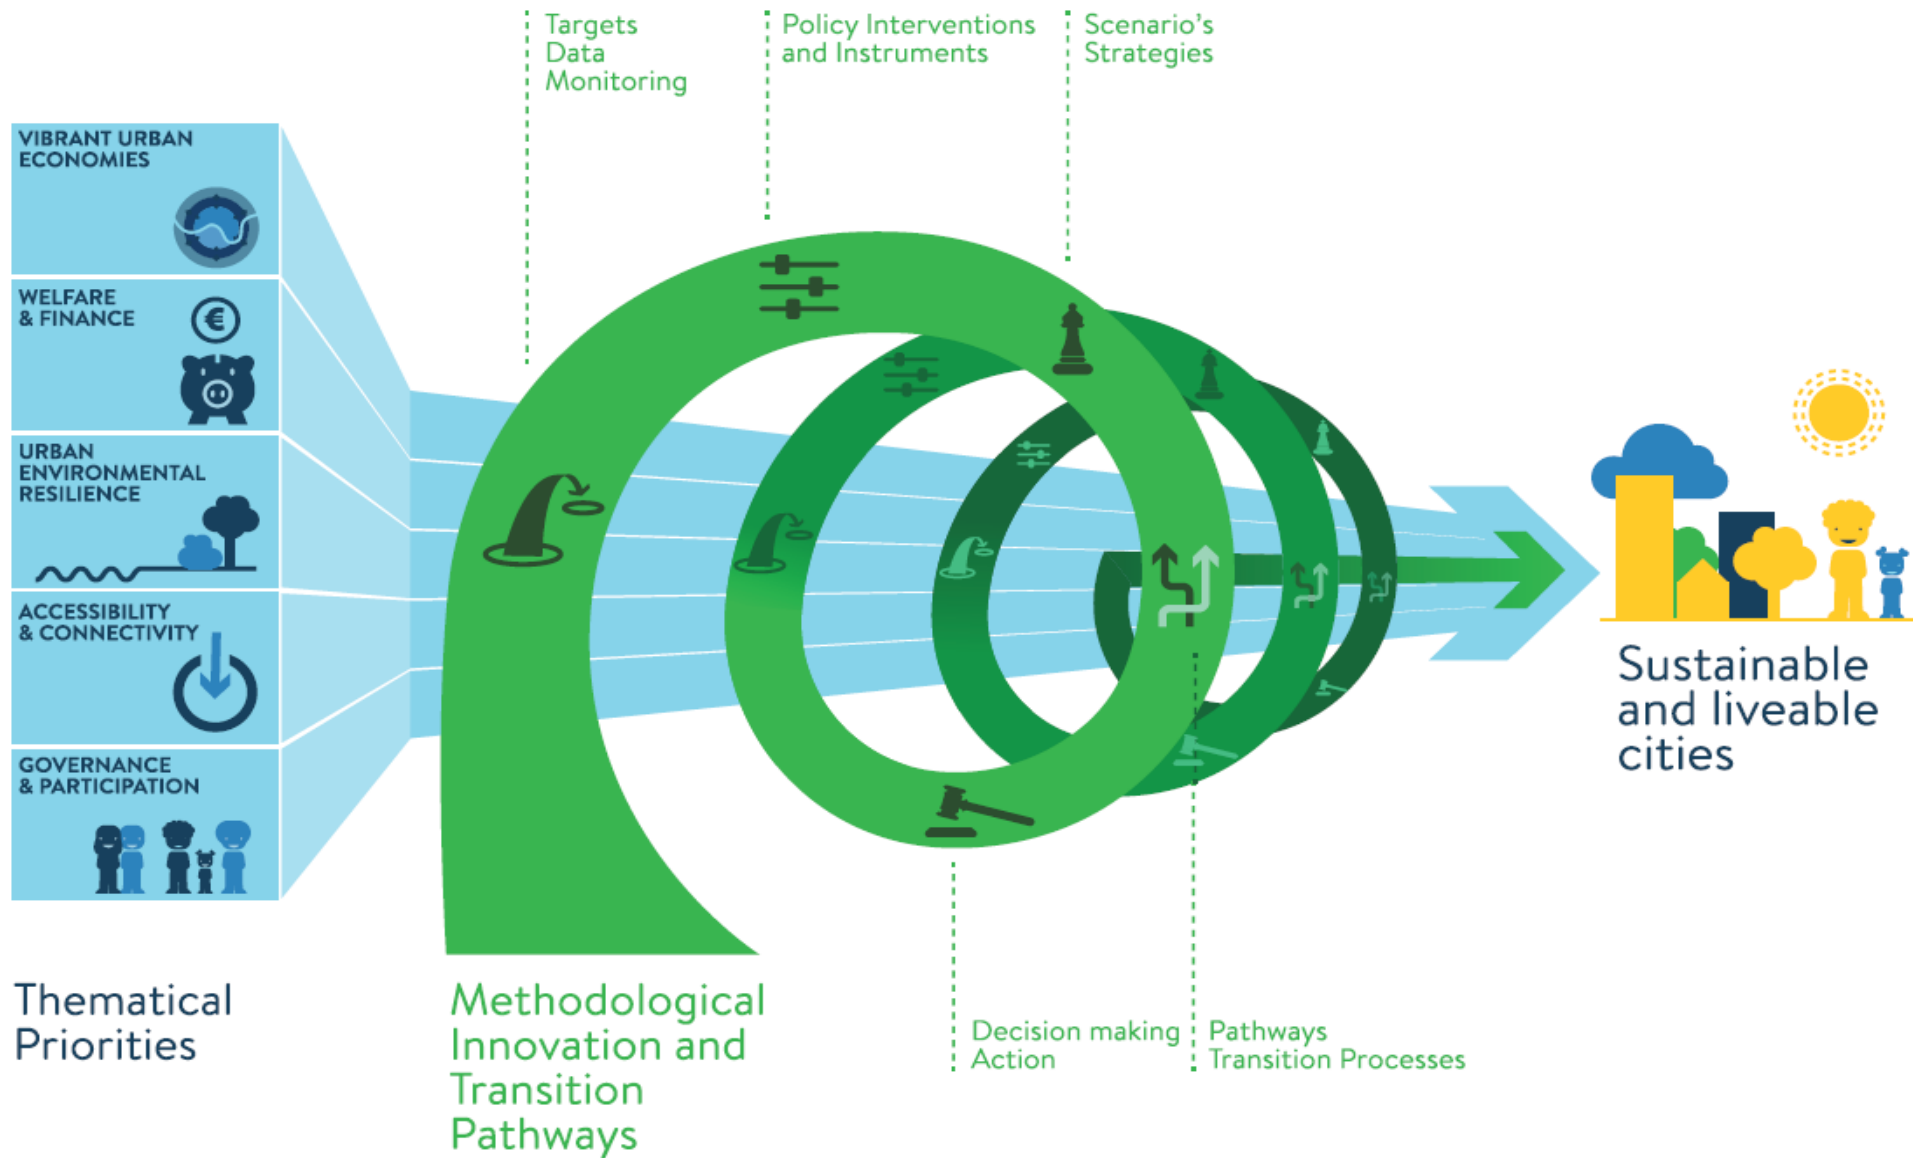 Targets
Data
Monitoring
Policy Interventions
and Instruments
Scenario's
Strategies
VIBRANT URBAN
ECONOMIES
WELFARE
& FINANCE
€
URBAN
ENVIRONMENTAL
RESILIENCE
ACCESSIBILITY
& CONNECTIVITY
GOVERNANCE
& PARTICIPATION
Sustainable
and liveable
cities
Thematical
Priorities
Methodological
Innovation and
Transition
Pathways
Decision making
Action
Pathways
Transition Processes